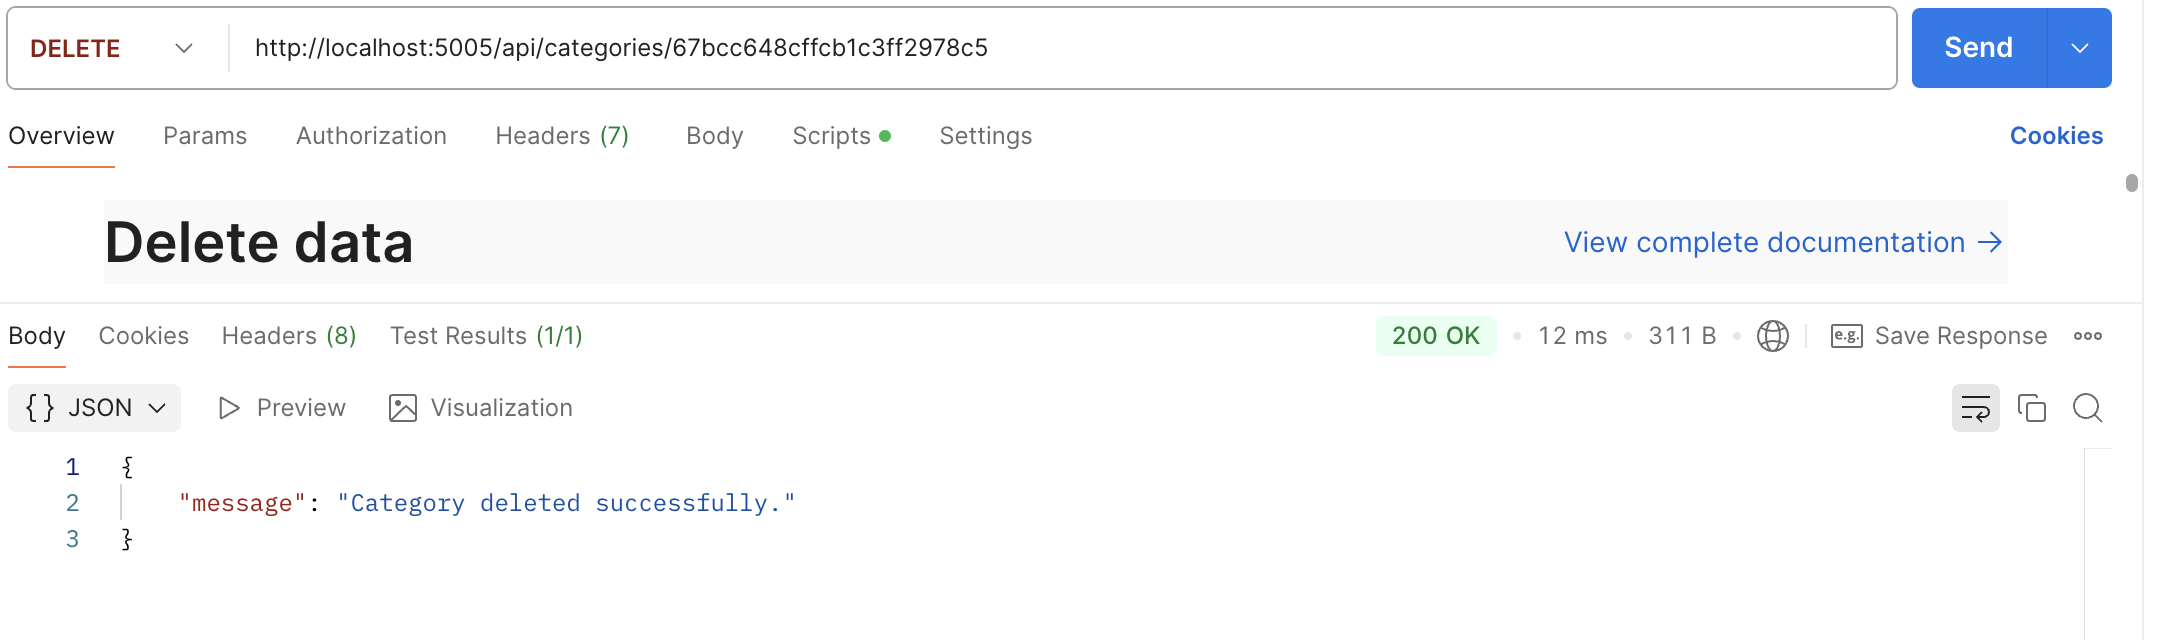 DELETE http://localhost:5005/api/categories/67bcc648cffcb1c3ff2978c5 Send
Overview Params Authorization Headers (7) Body Scripts Settings Cookies
Delete data View complete documentation →
Body Cookies Headers (8) Test Results (1/1) 200 OK • 12 ms • 311 B • e.g. Save Response
{} JSON Preview Visualization
1 {
2 "message": "Category deleted successfully."
3 }